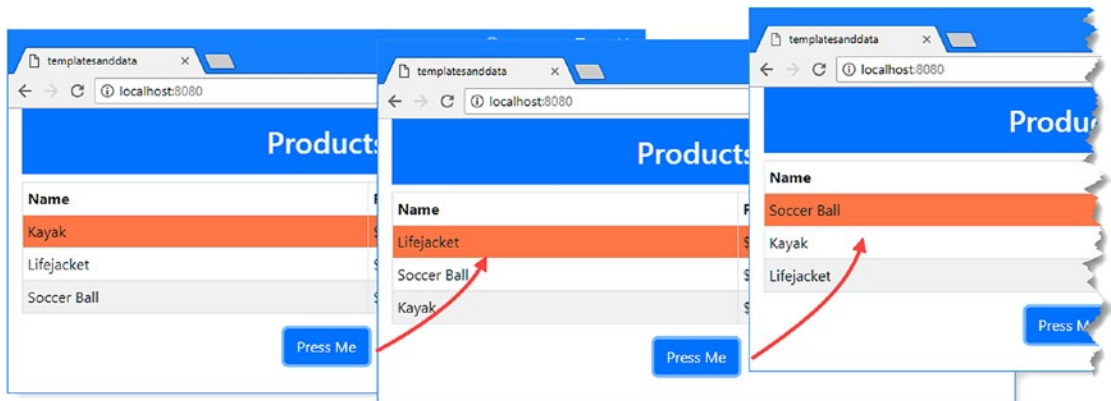 templatesanddata
localhost:8080
Products
Name
Kayak
Lifejacket
Soccer Ball
Press Me
templatesanddata
localhost:8080
Products
Name
Lifejacket
Soccer Ball
Kayak
Press Me
templatesanddata
localhost:8080
Name
Soccer Ball
Kayak
Lifejacket
Press